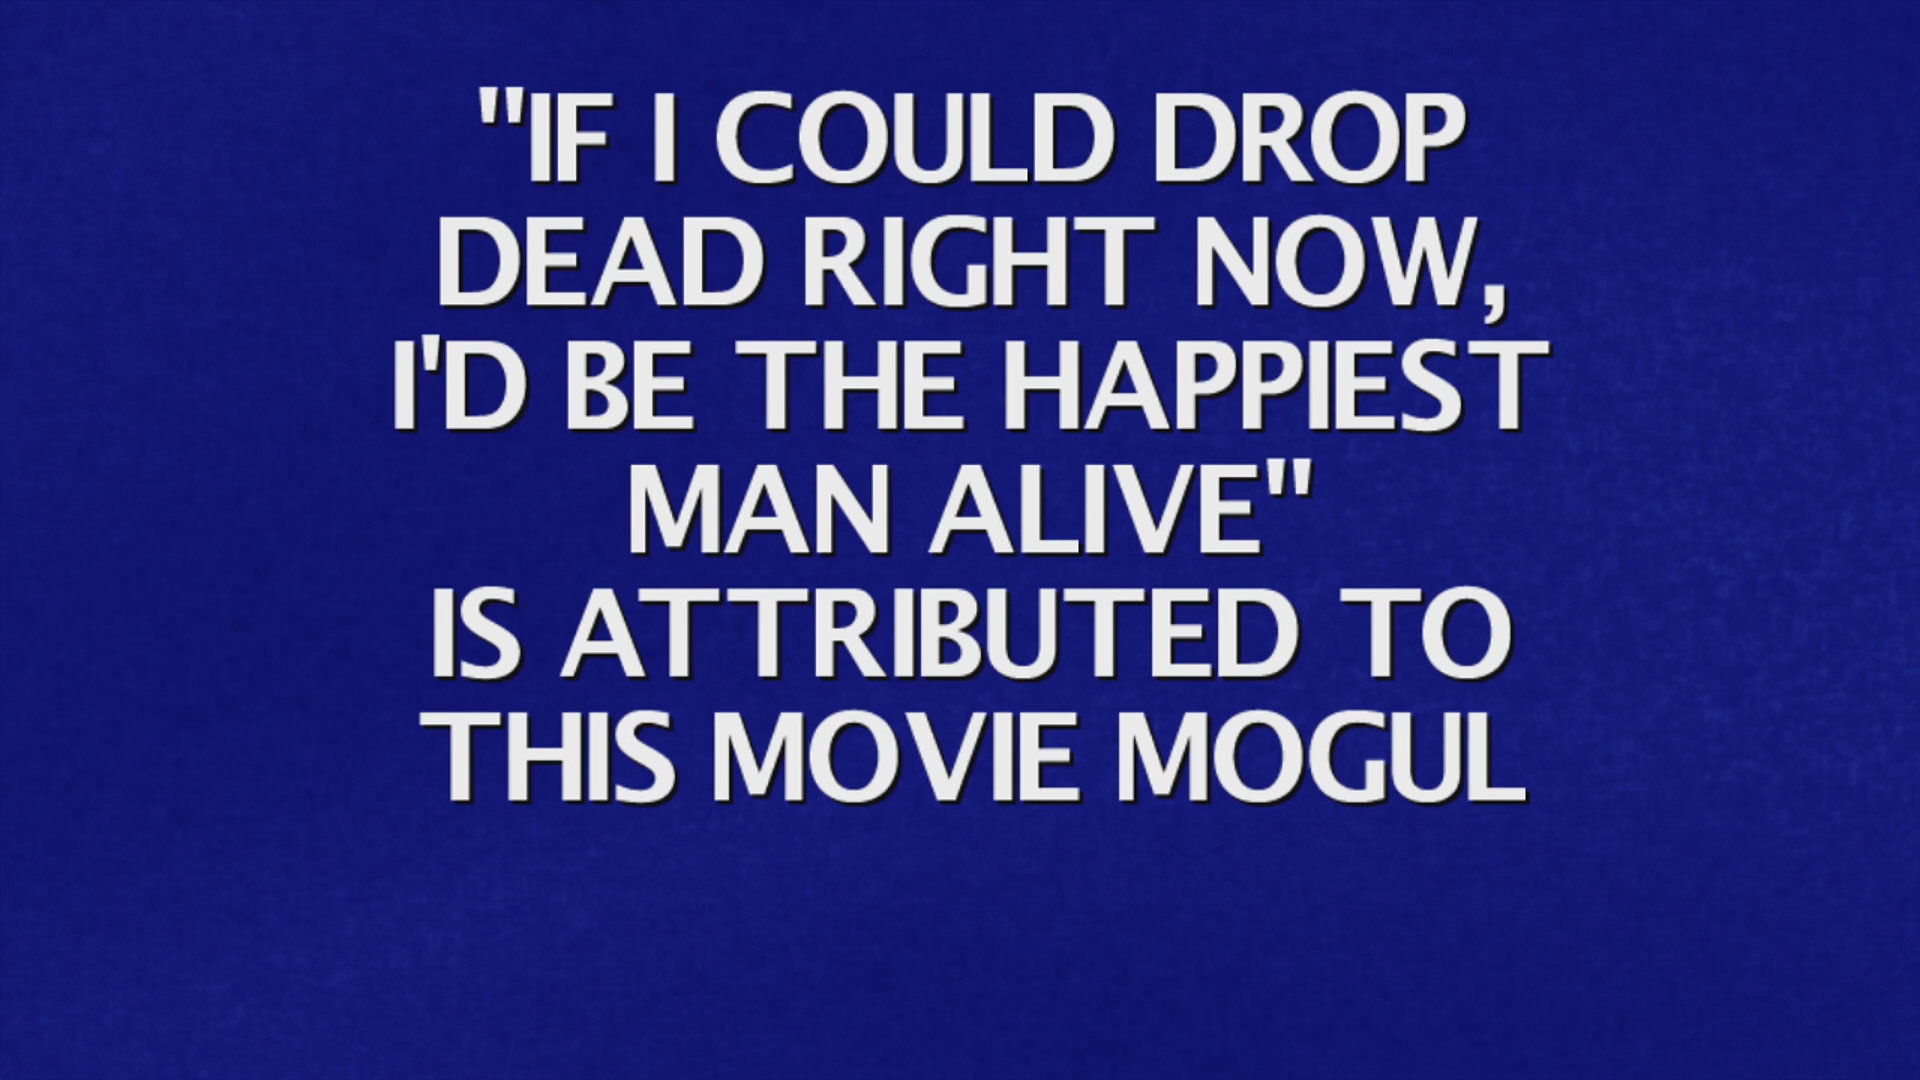 "IF I COULD DROP
DEAD RIGHT NOW,
I'D BE THE HAPPIEST
MAN ALIVE"
IS ATTRIBUTED TO
THIS MOVIE MOGUL